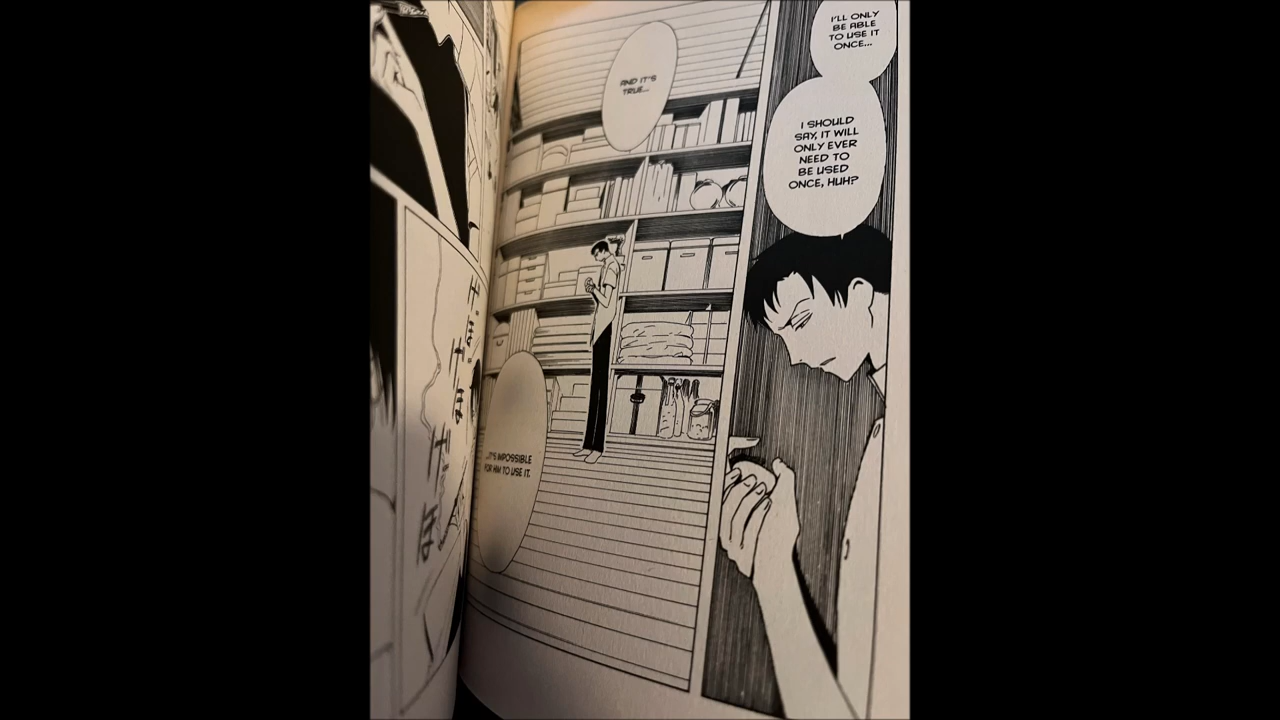 I'LL ONLY
BE ABLE
TO USE IT
ONCE...
I SHOULD
SAY, IT WILL
ONLY EVER
NEED TO
BE USED
ONCE, HUH?
AND IT'S
TRUE...
...IT'S IMPOSSIBLE
FOR HIM TO USE IT.